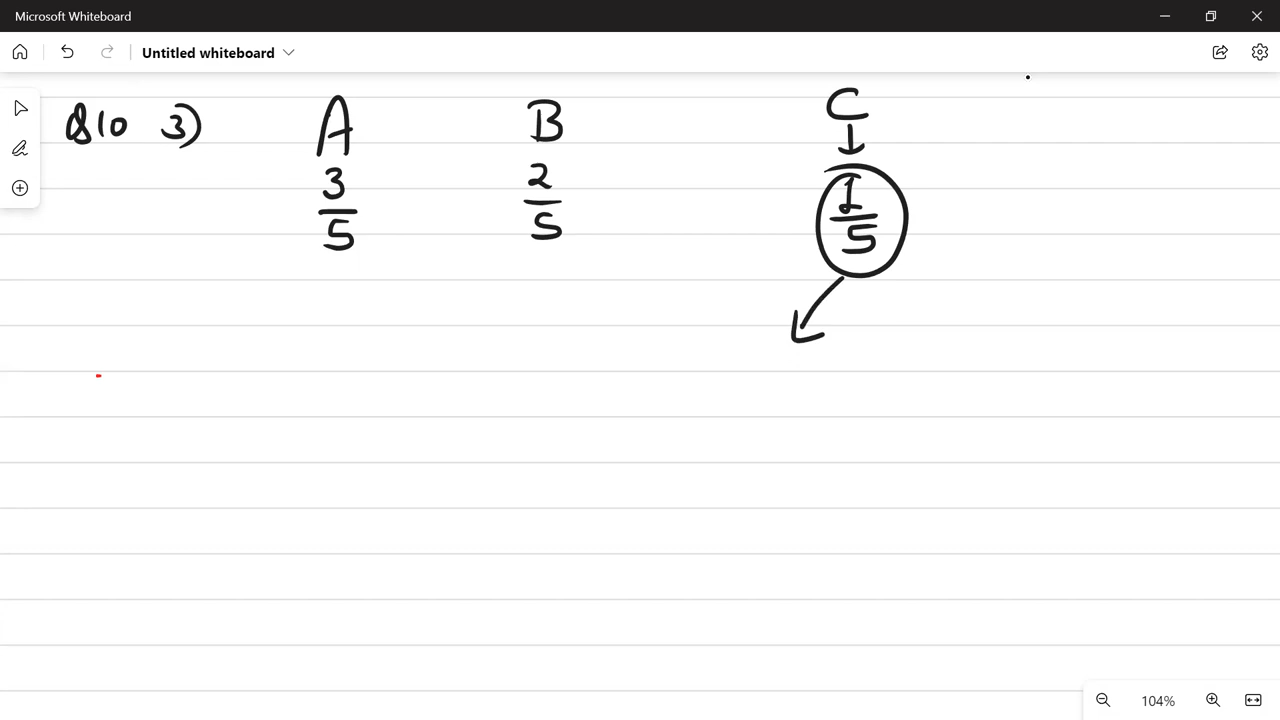 Microsoft Whiteboard
Untitled whiteboard
Q10 3) A B C
3/5 2/5 1/5
104%